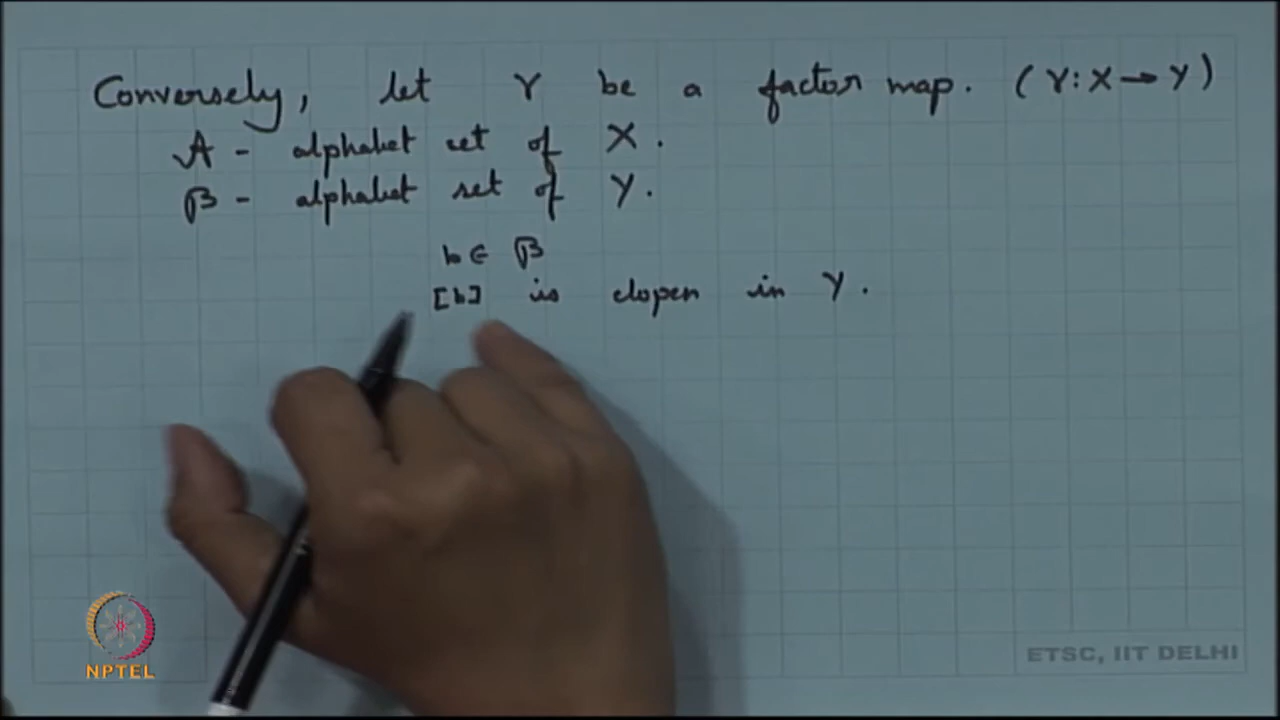 Conversely, let γ be a factor map. (γ: X → Y)
A - alphabet set of X.
B - alphabet set of Y.
b ∈ B
[b] is clopen in Y.
NPTEL
ETSC, IIT DELHI